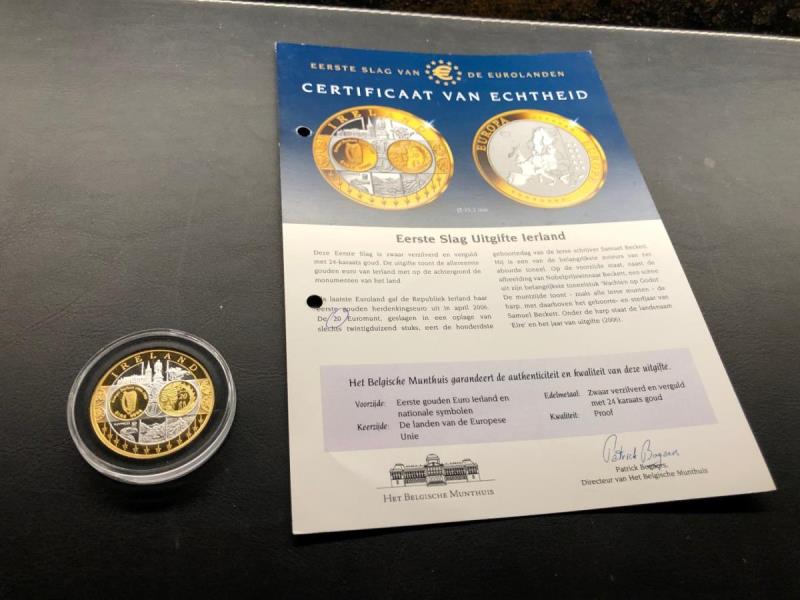 EERSTE SLAG VAN € DE EUROLANDEN
CERTIFICAAT VAN ECHTHEID
IRELAND
EUROPA
EUROPA
Eerste Slag Uitgifte Ierland
Deze Eerste Slag is zwaar verzilverd en verguld
met 24-karaats goud. De uitgifte toont de allereerste
gouden euro van Ierland met op de achtergrond de
monumenten van het land.
laatste Euroland gaf de Republiek Ierland haar
eerste gouden herdenkingseuro uit in april 2006.
De 20 Euromunt, geslagen in een oplage van
slechts twintigduizend stuks, eert de honderdste
geboortedag van de Ierse schrijver Samuel Beckett.
Hij is een van de belangrijkste auteurs van het
absurde toneel. Op de voorzijde staat, naast de
afbeelding van Nobelprijswinnaar Beckett, een scène
uit zijn belangrijkste toneelstuk 'Wachten op Godot'.
De muntzijde toont - zoals alle Ierse munten - de
harp, met daarboven het geboorte- en sterfjaar van
Samuel Beckett. Onder de harp staat de landsnaam
'Eire' en het jaar van uitgifte (2006).
Het Belgische Munthuis garandeert de authenticiteit en kwaliteit van deze uitgifte.
Voorzijde: Eerste gouden Euro Ierland en
nationale symbolen
Keerzijde: De landen van de Europese
Unie
Edelmetaal: Zwaar verzilverd en verguld
met 24 karaats goud
Kwaliteit: Proof
HET BELGISCHE MUNTHUIS
Patrick
Directeur van Het Belgische Munthuis
IRELAND